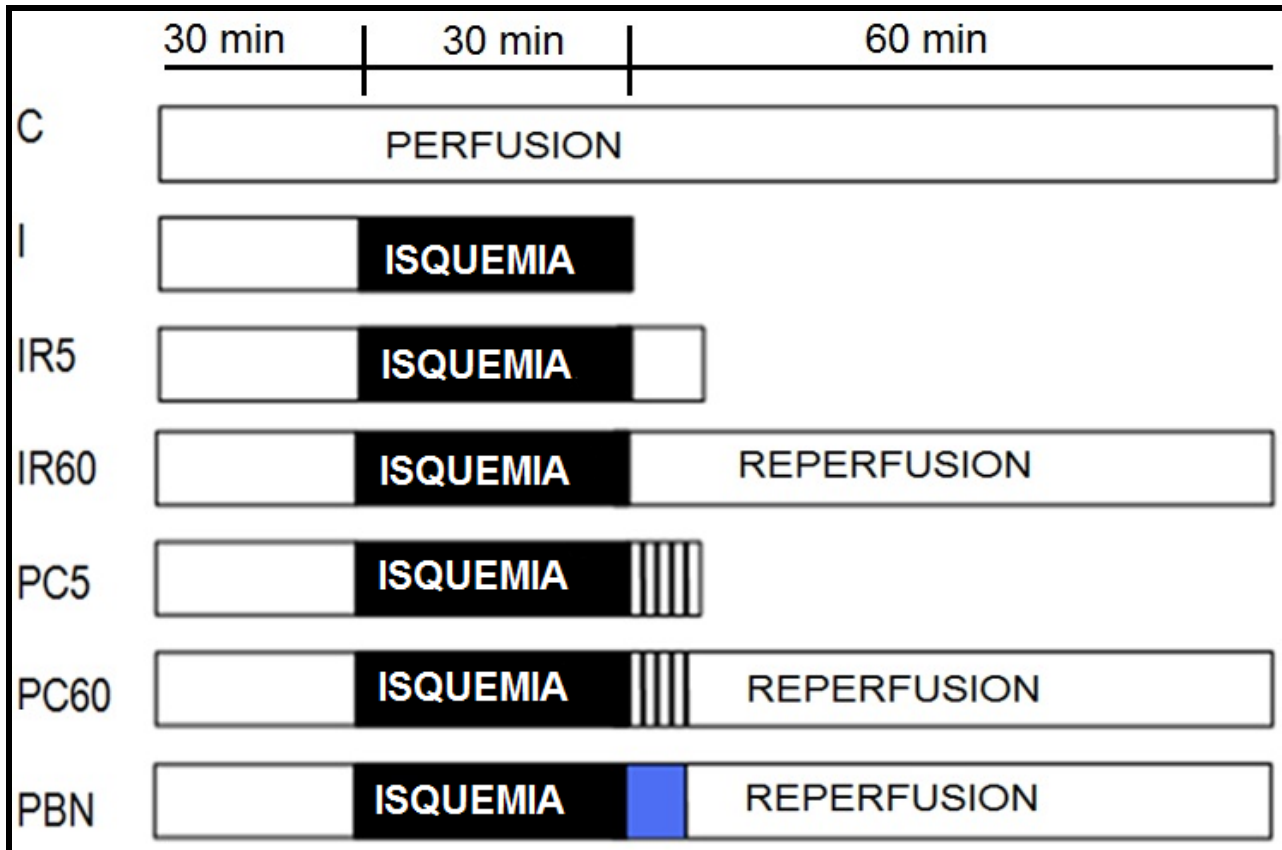 30 min 30 min 60 min
C PERFUSION
I ISQUEMIA
IR5 ISQUEMIA
IR60 ISQUEMIA REPERFUSION
PC5 ISQUEMIA
PC60 ISQUEMIA REPERFUSION
PBN ISQUEMIA REPERFUSION